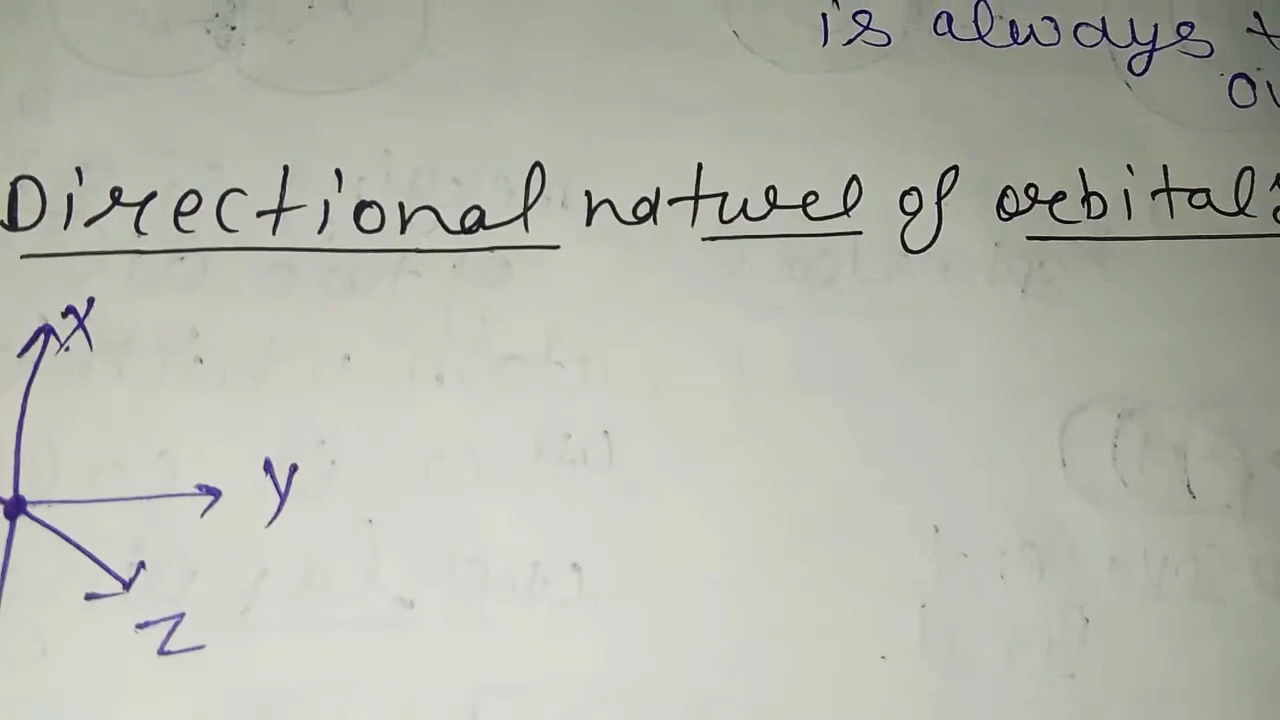 is always
Directional nature of orbitals
X
y
Z